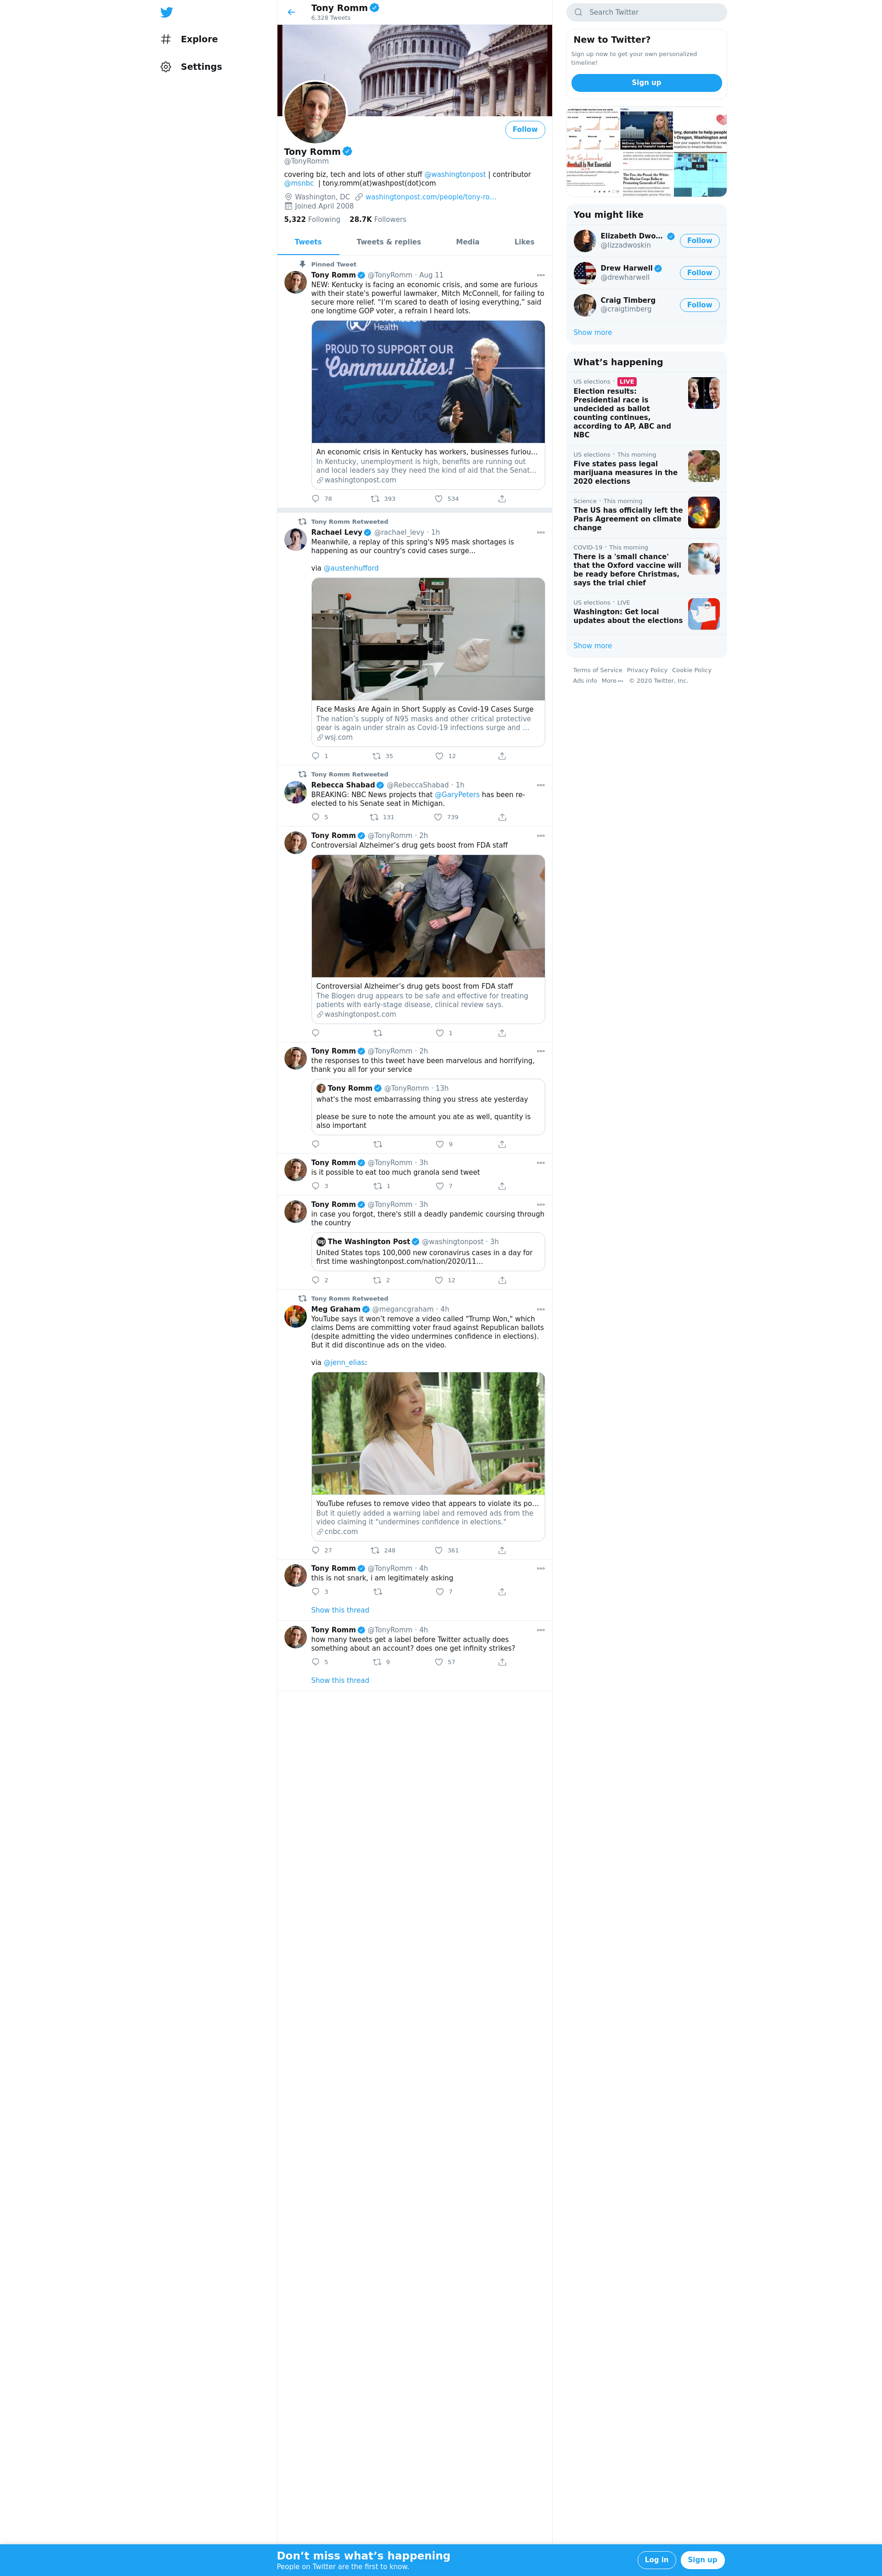 Explore
Settings
Tony Romm
6,328 Tweets
Follow
Tony Romm
@TonyRomm
covering biz, tech and lots of other stuff @washingtonpost | contributor
@msnbc | tony.romm(at)washpost(dot)com
Washington, DC washingtonpost.com/people/tony-ro…
Joined April 2008
5,322 Following 28.7K Followers
Tweets Tweets & replies Media Likes
Pinned Tweet
Tony Romm @TonyRomm · Aug 11
NEW: Kentucky is facing an economic crisis, and some are furious
with their state's powerful lawmaker, Mitch McConnell, for failing to
secure more relief. "I'm scared to death of losing everything," said
one longtime GOP voter, a refrain I heard lots.
Health
PROUD TO SUPPORT OUR
Communities!
An economic crisis in Kentucky has workers, businesses furiou…
In Kentucky, unemployment is high, benefits are running out
and local leaders say they need the kind of aid that the Senat…
washingtonpost.com
78 393 534
Tony Romm Retweeted
Rachael Levy @rachael_levy · 1h
Meanwhile, a replay of this spring's N95 mask shortages is
happening as our country's covid cases surge...
via @austenhufford
Face Masks Are Again in Short Supply as Covid-19 Cases Surge
The nation's supply of N95 masks and other critical protective
gear is again under strain as Covid-19 infections surge and …
wsj.com
1 35 12
Tony Romm Retweeted
Rebecca Shabad @RebeccaShabad · 1h
BREAKING: NBC News projects that @GaryPeters has been re-
elected to his Senate seat in Michigan.
5 131 739
Tony Romm @TonyRomm · 2h
Controversial Alzheimer's drug gets boost from FDA staff
Controversial Alzheimer's drug gets boost from FDA staff
The Biogen drug appears to be safe and effective for treating
patients with early-stage disease, clinical review says.
washingtonpost.com
1
Tony Romm @TonyRomm · 2h
the responses to this tweet have been marvelous and horrifying,
thank you all for your service
Tony Romm @TonyRomm · 13h
what's the most embarrassing thing you stress ate yesterday
please be sure to note the amount you ate as well, quantity is
also important
9
Tony Romm @TonyRomm · 3h
is it possible to eat too much granola send tweet
3 1 7
Tony Romm @TonyRomm · 3h
in case you forgot, there's still a deadly pandemic coursing through
the country
The Washington Post @washingtonpost · 3h
United States tops 100,000 new coronavirus cases in a day for
first time washingtonpost.com/nation/2020/11…
2 2 12
Tony Romm Retweeted
Meg Graham @megancgraham · 4h
YouTube says it won't remove a video called "Trump Won," which
claims Dems are committing voter fraud against Republican ballots
(despite admitting the video undermines confidence in elections).
But it did discontinue ads on the video.
via @jenn_elias:
YouTube refuses to remove video that appears to violate its po…
But it quietly added a warning label and removed ads from the
video claiming it "undermines confidence in elections."
cnbc.com
27 248 361
Tony Romm @TonyRomm · 4h
this is not snark, i am legitimately asking
3 7
Show this thread
Tony Romm @TonyRomm · 4h
how many tweets get a label before Twitter actually does
something about an account? does one get infinity strikes?
5 9 57
Show this thread
Search Twitter
New to Twitter?
Sign up now to get your own personalized
timeline!
Sign up
You might like
Elizabeth Dwo…
@lizzadwoskin
Follow
Drew Harwell
@drewharwell
Follow
Craig Timberg
@craigtimberg
Follow
Show more
What's happening
US elections · LIVE
Election results:
Presidential race is
undecided as ballot
counting continues,
according to AP, ABC and
NBC
US elections · This morning
Five states pass legal
marijuana measures in the
2020 elections
Science · This morning
The US has officially left the
Paris Agreement on climate
change
COVID-19 · This morning
There is a 'small chance'
that the Oxford vaccine will
be ready before Christmas,
says the trial chief
US elections · LIVE
Washington: Get local
updates about the elections
Show more
Terms of Service Privacy Policy Cookie Policy
Ads info More ••• © 2020 Twitter, Inc.
Don't miss what's happening
People on Twitter are the first to know.
Log in Sign up